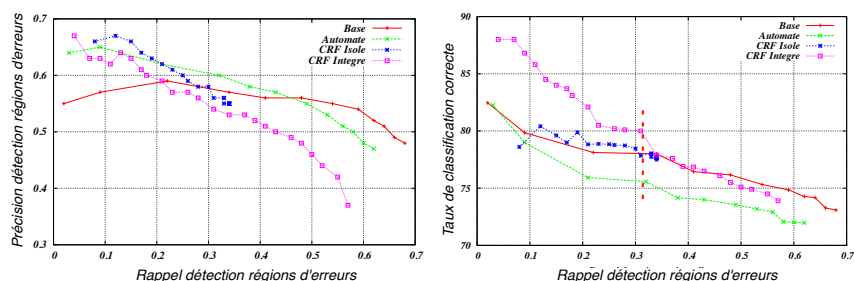 Précision détection régions d'erreurs
0.7
0.6
0.5
0.4
0.3
0 0.1 0.2 0.3 0.4 0.5 0.6 0.7
Rappel détection régions d'erreurs
Base
Automate
CRF Isole
CRF Integre
Taux de classification correcte
90
85
80
75
70
0 0.1 0.2 0.3 0.4 0.5 0.6 0.7
Rappel détection régions d'erreurs
Base
Automate
CRF Isole
CRF Integre